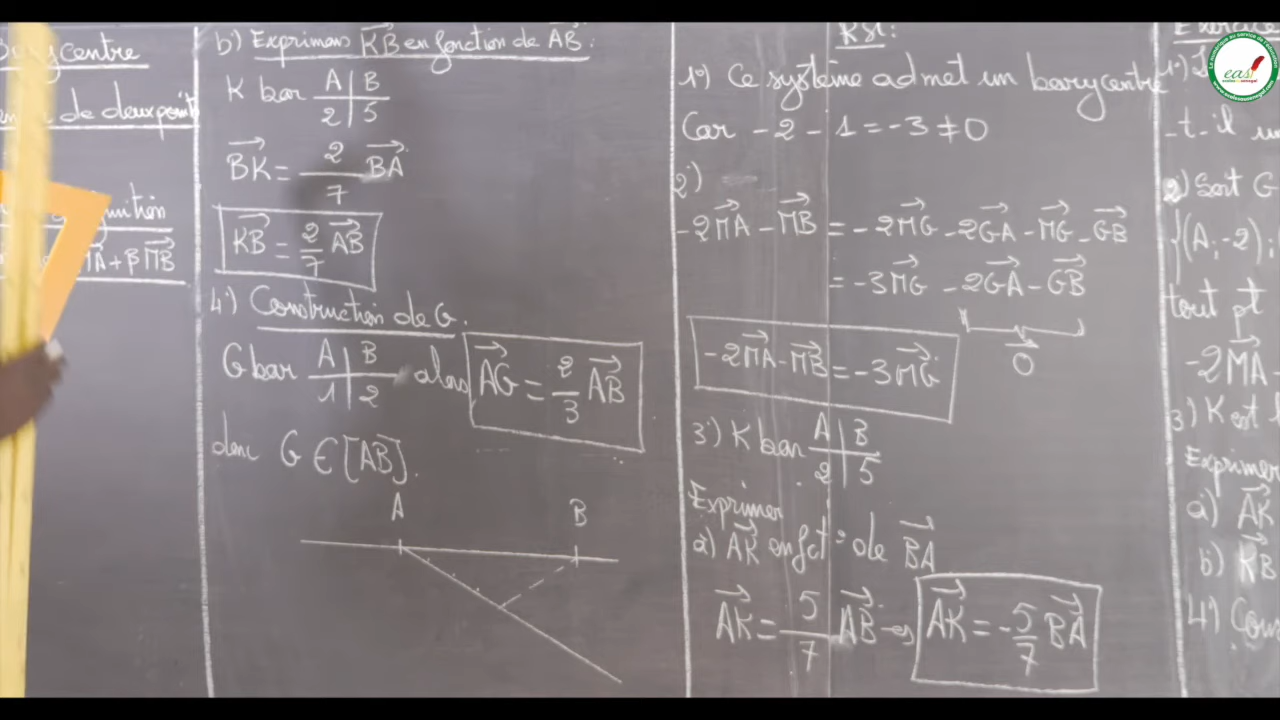 Barycentre
de deux points
MA + β MB
b) Exprimons KB en fonction de AB:
K bar A | B
2 | 5
BK = 2/7 BA
KB = 2/7 AB
4°) Construction de G.
G bar A | B
1 | 2
alors AG = 2/3 AB
donc G ∈ [AB].
A B
RSL:
1°) Ce système admet un barycentre
Car -2 - 1 = -3 ≠ 0
2°)
-2MA - MB = -2MG - 2GA - MG - GB
= -3MG - 2GA - GB
0
-2MA - MB = -3MG
3°) K bar A | B
2 | 5
Exprimer
a) AK en fct° de BA
AK = 5/7 AB → AK = -5/7 BA
Exercice
1°)
-t-il
2) Soit G
{(A;-2);
tout pt
-2MA -
3) K est
Exprimer
a) AK
b) KB
4°)
eas!